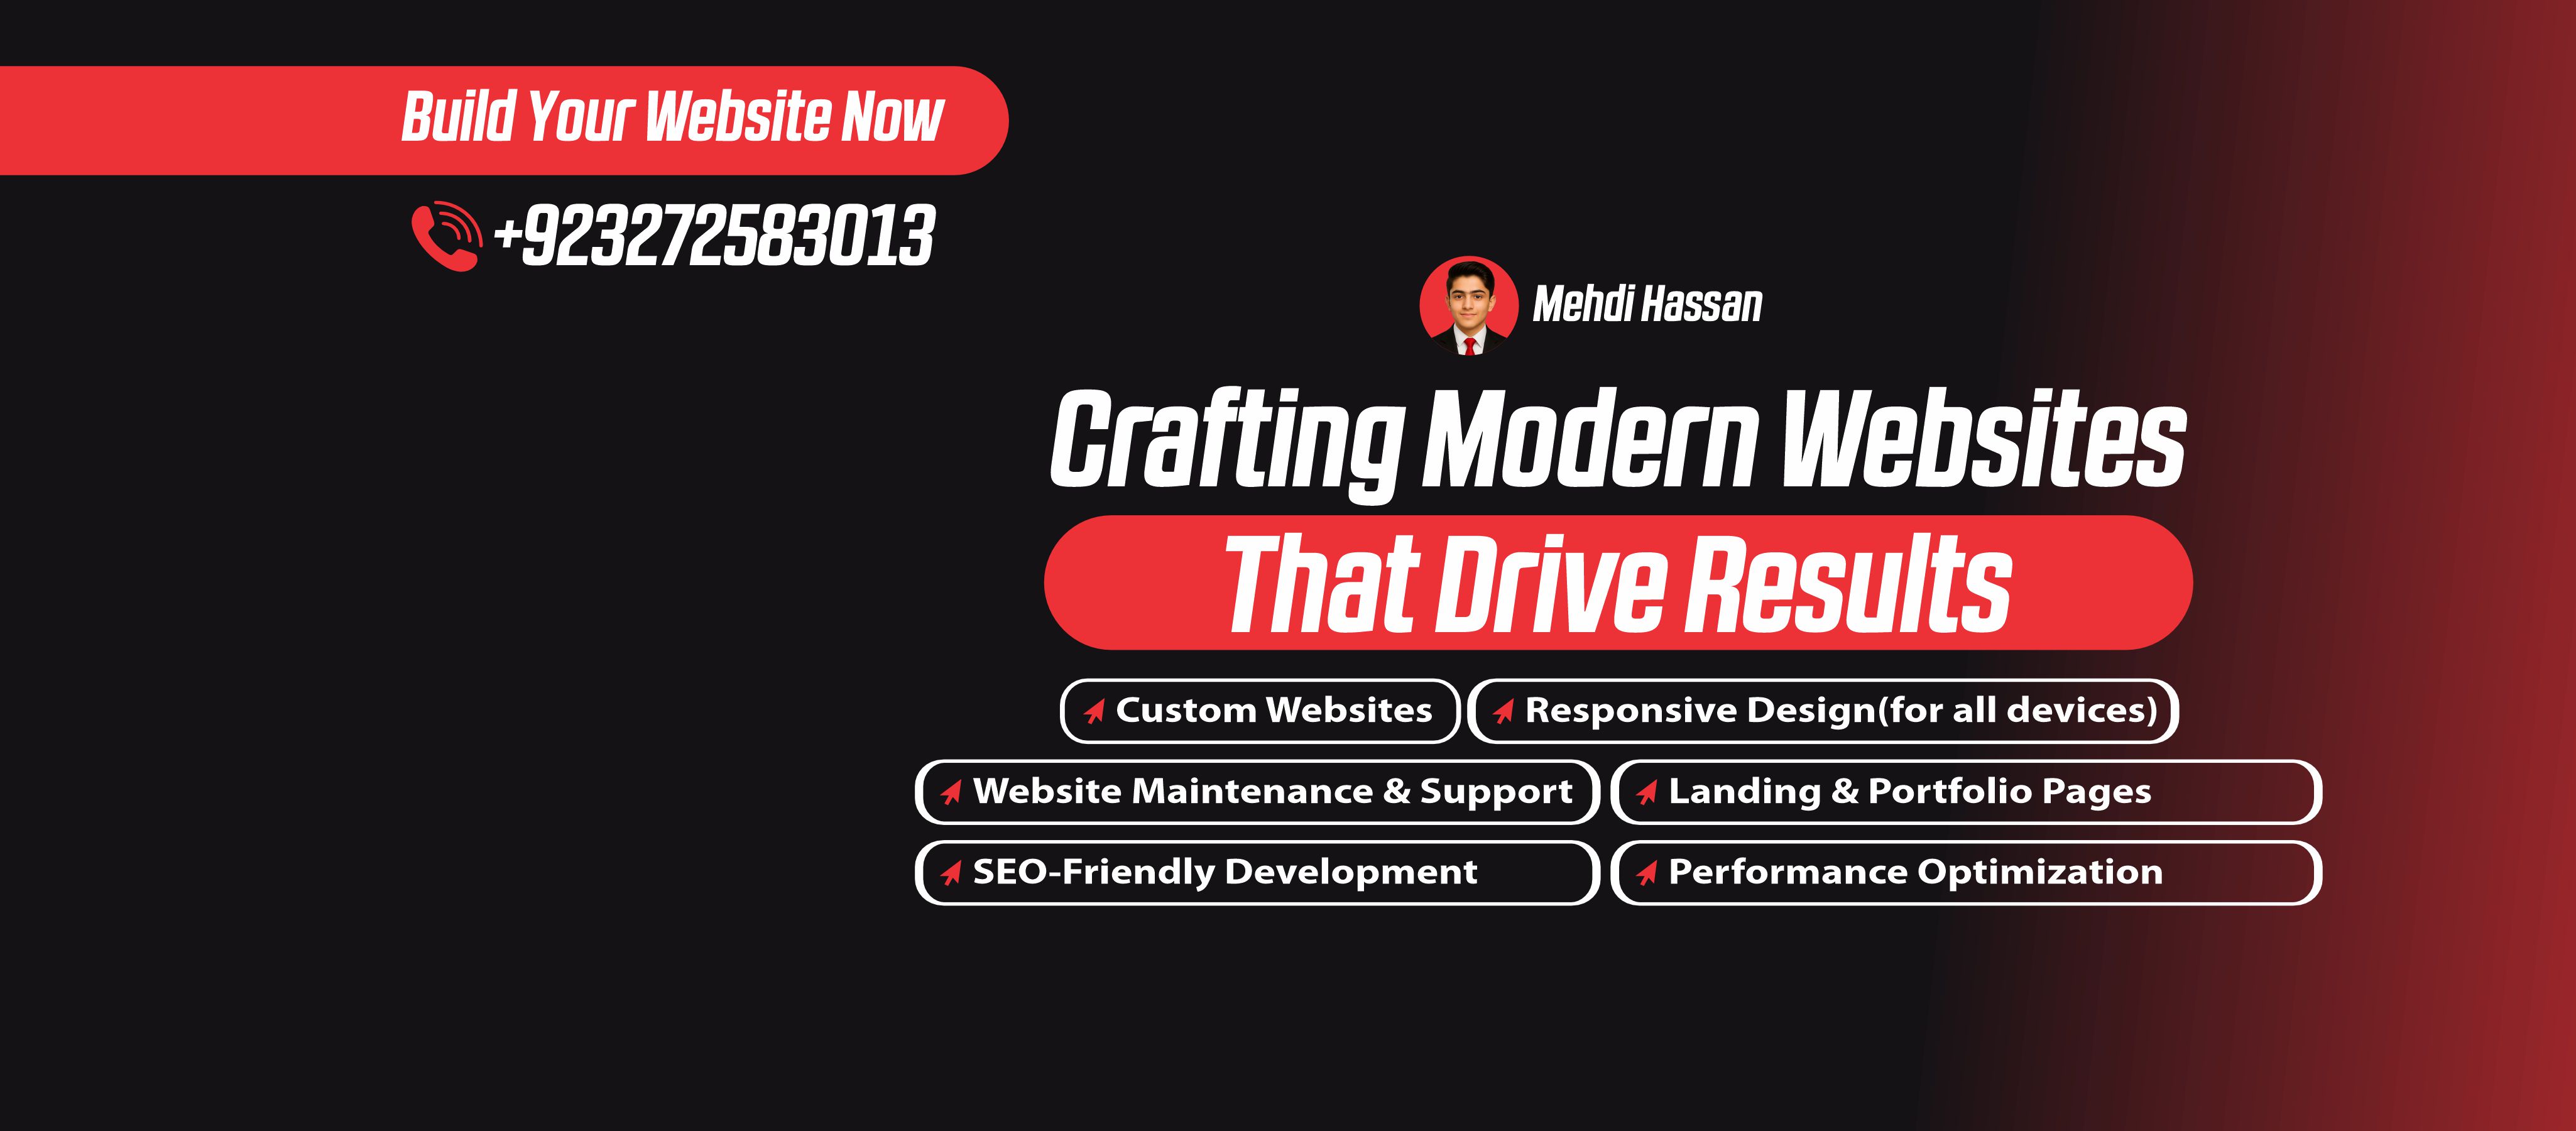 Build Your Website Now
+923272583013
Mehdi Hassan
Crafting Modern Websites
That Drive Results
Custom Websites
Responsive Design(for all devices)
Website Maintenance & Support
Landing & Portfolio Pages
SEO-Friendly Development
Performance Optimization